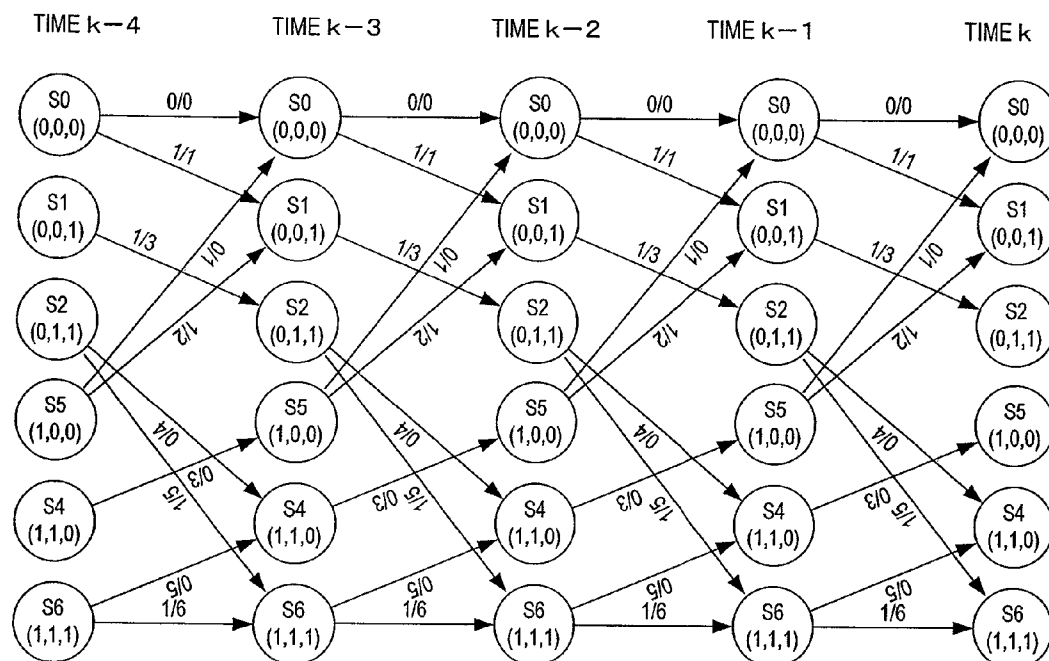 TIME k−4 TIME k−3 TIME k−2 TIME k−1 TIME k
0/0 0/0 0/0 0/0
S0 S0 S0 S0 S0
(0,0,0) (0,0,0) (0,0,0) (0,0,0) (0,0,0)
1/1 1/1 1/1 1/1
S1 S1 S1 S1 S1
(0,0,1) (0,0,1) (0,0,1) (0,0,1) (0,0,1)
1/3 0/1 1/3 0/1 1/3 0/1 1/3 0/1
S2 S2 S2 S2 S2
(0,1,1) (0,1,1) (0,1,1) (0,1,1) (0,1,1)
1/2 1/2 1/2 1/2
S5 S5 S5 S5 S5
(1,0,0) (1,0,0) (1,0,0) (1,0,0) (1,0,0)
0/4 0/4 0/4 0/4
1/5 0/3 1/5 0/3 1/5 0/3 1/5 0/3
S4 S4 S4 S4 S4
(1,1,0) (1,1,0) (1,1,0) (1,1,0) (1,1,0)
0/5 0/5 0/5 0/5
1/6 1/6 1/6 1/6
S6 S6 S6 S6 S6
(1,1,1) (1,1,1) (1,1,1) (1,1,1) (1,1,1)